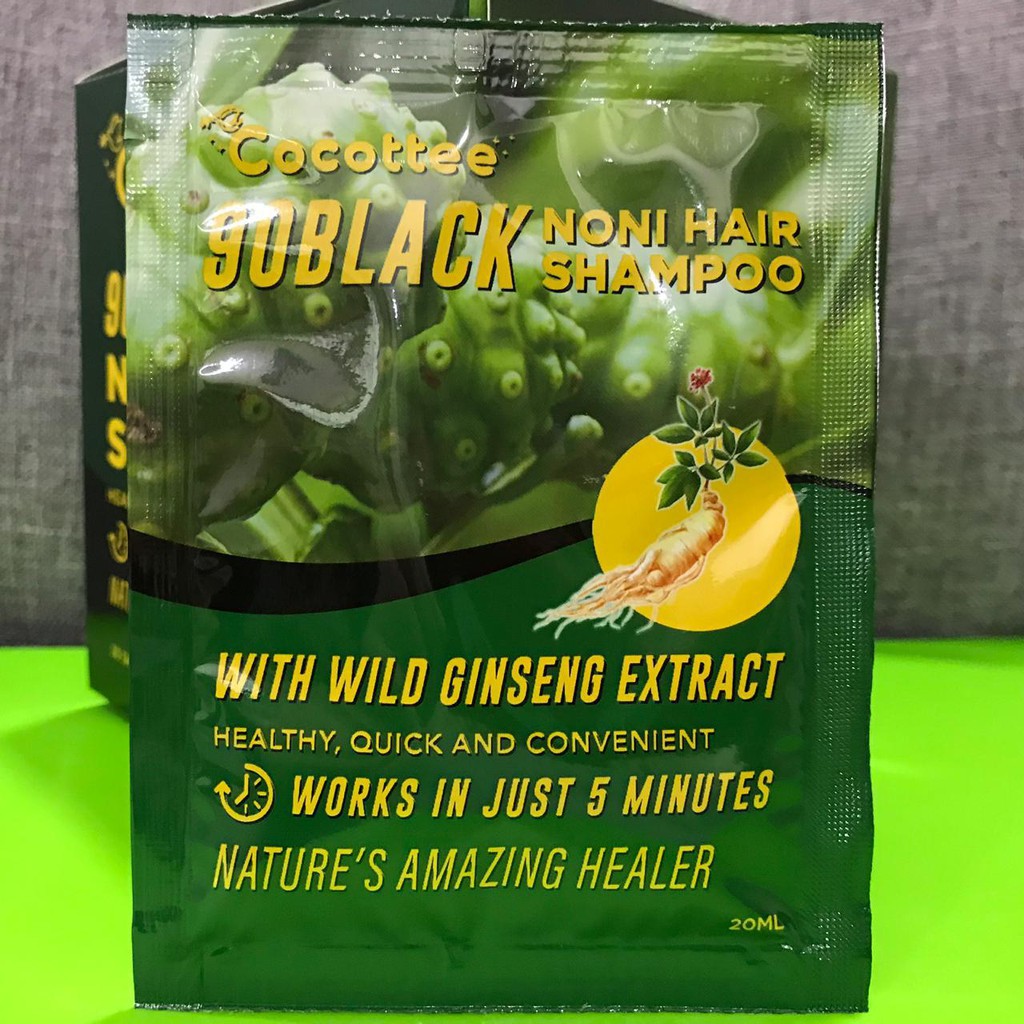 Cocottee
90BLACK NONI HAIR
SHAMPOO
WITH WILD GINSENG EXTRACT
HEALTHY, QUICK AND CONVENIENT
WORKS IN JUST 5 MINUTES
NATURE'S AMAZING HEALER
20ML